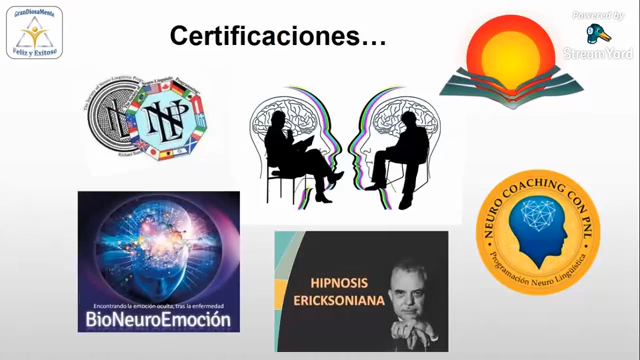 GranDiosaMente
Feliz y Exitoso
Certificaciones...
Powered by
StreamYard
NLP
Encontrando la emoción oculta, tras la enfermedad
BioNeuroEmoción
HIPNOSIS
ERICKSONIANA
NEURO COACHING CON PNL
Programación Neuro Lingüística